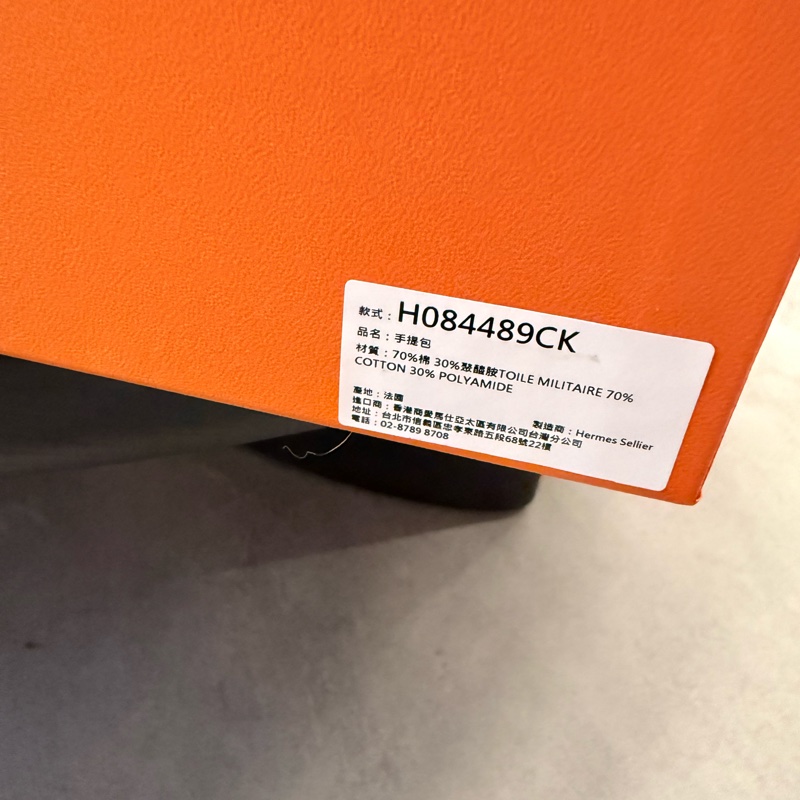 款式：H084489CK
品名：手提包
材質：70%棉 30%聚醯胺TOILE MILITAIRE 70%
COTTON 30% POLYAMIDE
產地：法國
製造商：Hermes Sellier
進口商：香港商愛馬仕亞太區有限公司台灣分公司
地址：台北市信義區忠孝東路五段68號22樓
電話：02-8789 8708